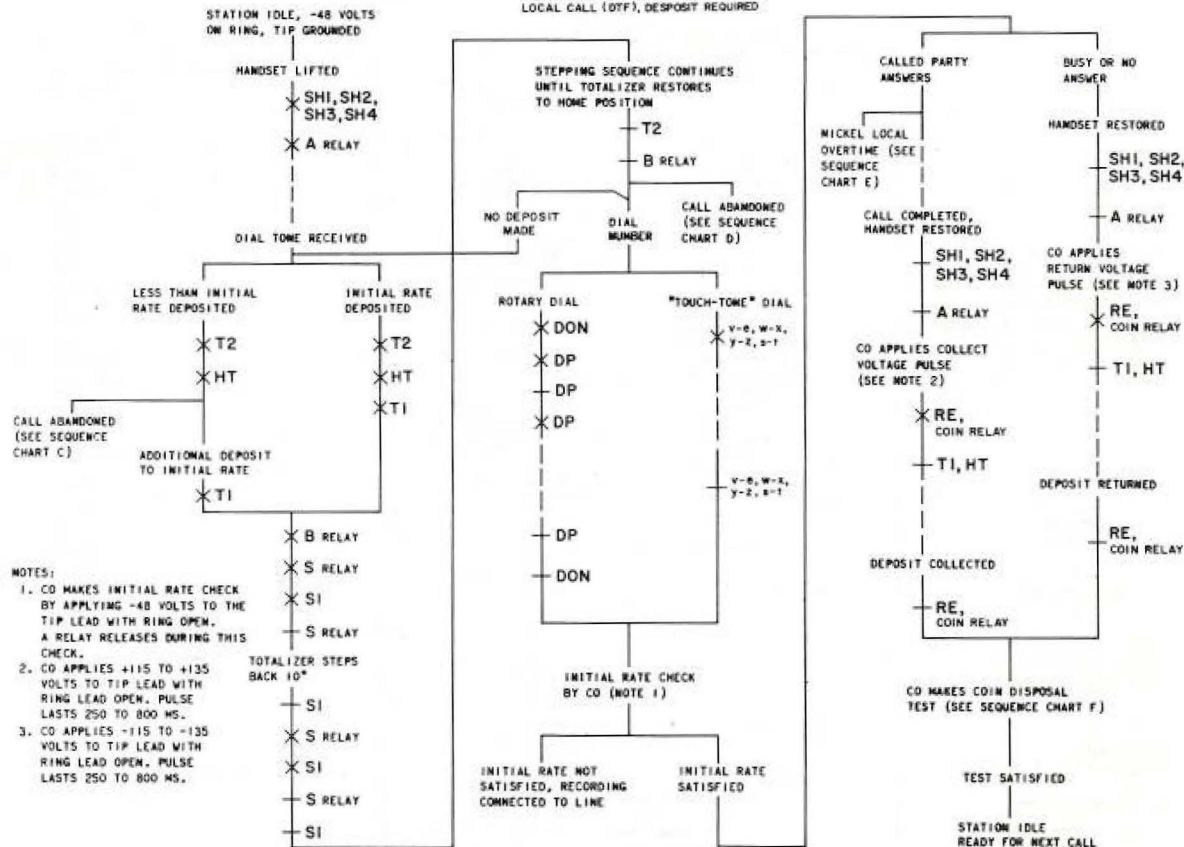 LOCAL CALL (DTF), DESPOSIT REQUIRED
STATION IDLE, -48 VOLTS
ON RING, TIP GROUNDED
HANDSET LIFTED
SH1, SH2,
SH3, SH4
A RELAY
DIAL TONE RECEIVED
LESS THAN INITIAL
RATE DEPOSITED
T2
HT
CALL ABANDONED
(SEE SEQUENCE
CHART C)
ADDITIONAL DEPOSIT
TO INITIAL RATE
T1
INITIAL RATE
DEPOSITED
T2
HT
T1
B RELAY
S RELAY
S1
S RELAY
TOTALIZER STEPS
BACK 10°
S1
S RELAY
S1
S RELAY
S1
NOTES:
1. CO MAKES INITIAL RATE CHECK
BY APPLYING -48 VOLTS TO THE
TIP LEAD WITH RING OPEN.
A RELAY RELEASES DURING THIS
CHECK.
2. CO APPLIES +115 TO +135
VOLTS TO TIP LEAD WITH
RING LEAD OPEN. PULSE
LASTS 250 TO 800 MS.
3. CO APPLIES -115 TO -135
VOLTS TO TIP LEAD WITH
RING LEAD OPEN. PULSE
LASTS 250 TO 800 MS.
STEPPING SEQUENCE CONTINUES
UNTIL TOTALIZER RESTORES
TO HOME POSITION
T2
B RELAY
NO DEPOSIT
MADE
DIAL
NUMBER
CALL ABANDONED
(SEE SEQUENCE
CHART D)
ROTARY DIAL
DON
DP
DP
DP
DP
DON
"TOUCH-TONE" DIAL
v-e, w-x,
y-z, s-t
v-e, w-x,
y-z, s-t
INITIAL RATE CHECK
BY CO (NOTE 1)
INITIAL RATE NOT
SATISFIED, RECORDING
CONNECTED TO LINE
INITIAL RATE
SATISFIED
CALLED PARTY
ANSWERS
NICKEL LOCAL
OVERTIME (SEE
SEQUENCE
CHART E)
CALL COMPLETED,
HANDSET RESTORED
SH1, SH2,
SH3, SH4
A RELAY
CO APPLIES COLLECT
VOLTAGE PULSE
(SEE NOTE 2)
RE,
COIN RELAY
T1, HT
DEPOSIT COLLECTED
RE,
COIN RELAY
BUSY OR NO
ANSWER
HANDSET RESTORED
SH1, SH2,
SH3, SH4
A RELAY
CO APPLIES
RETURN VOLTAGE
PULSE (SEE NOTE 3)
RE,
COIN RELAY
T1, HT
DEPOSIT RETURNED
RE,
COIN RELAY
CO MAKES COIN DISPOSAL
TEST (SEE SEQUENCE CHART F)
TEST SATISFIED
STATION IDLE
READY FOR NEXT CALL